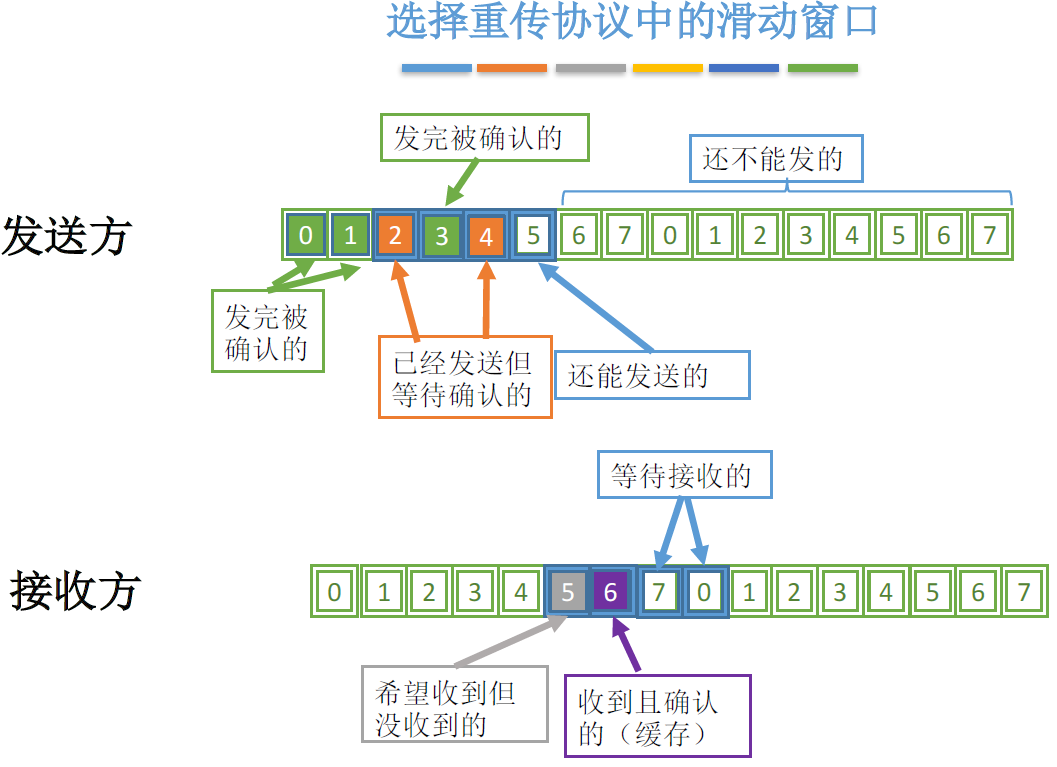 选择重传协议中的滑动窗口
发完被确认的
还不能发的
发送方
0 1 2 3 4 5 6 7 0 1 2 3 4 5 6 7
发完被
确认的
已经发送但
等待确认的
还能发送的
等待接收的
接收方
0 1 2 3 4 5 6 7 0 1 2 3 4 5 6 7
希望收到但
没收到的
收到且确认
的（缓存）